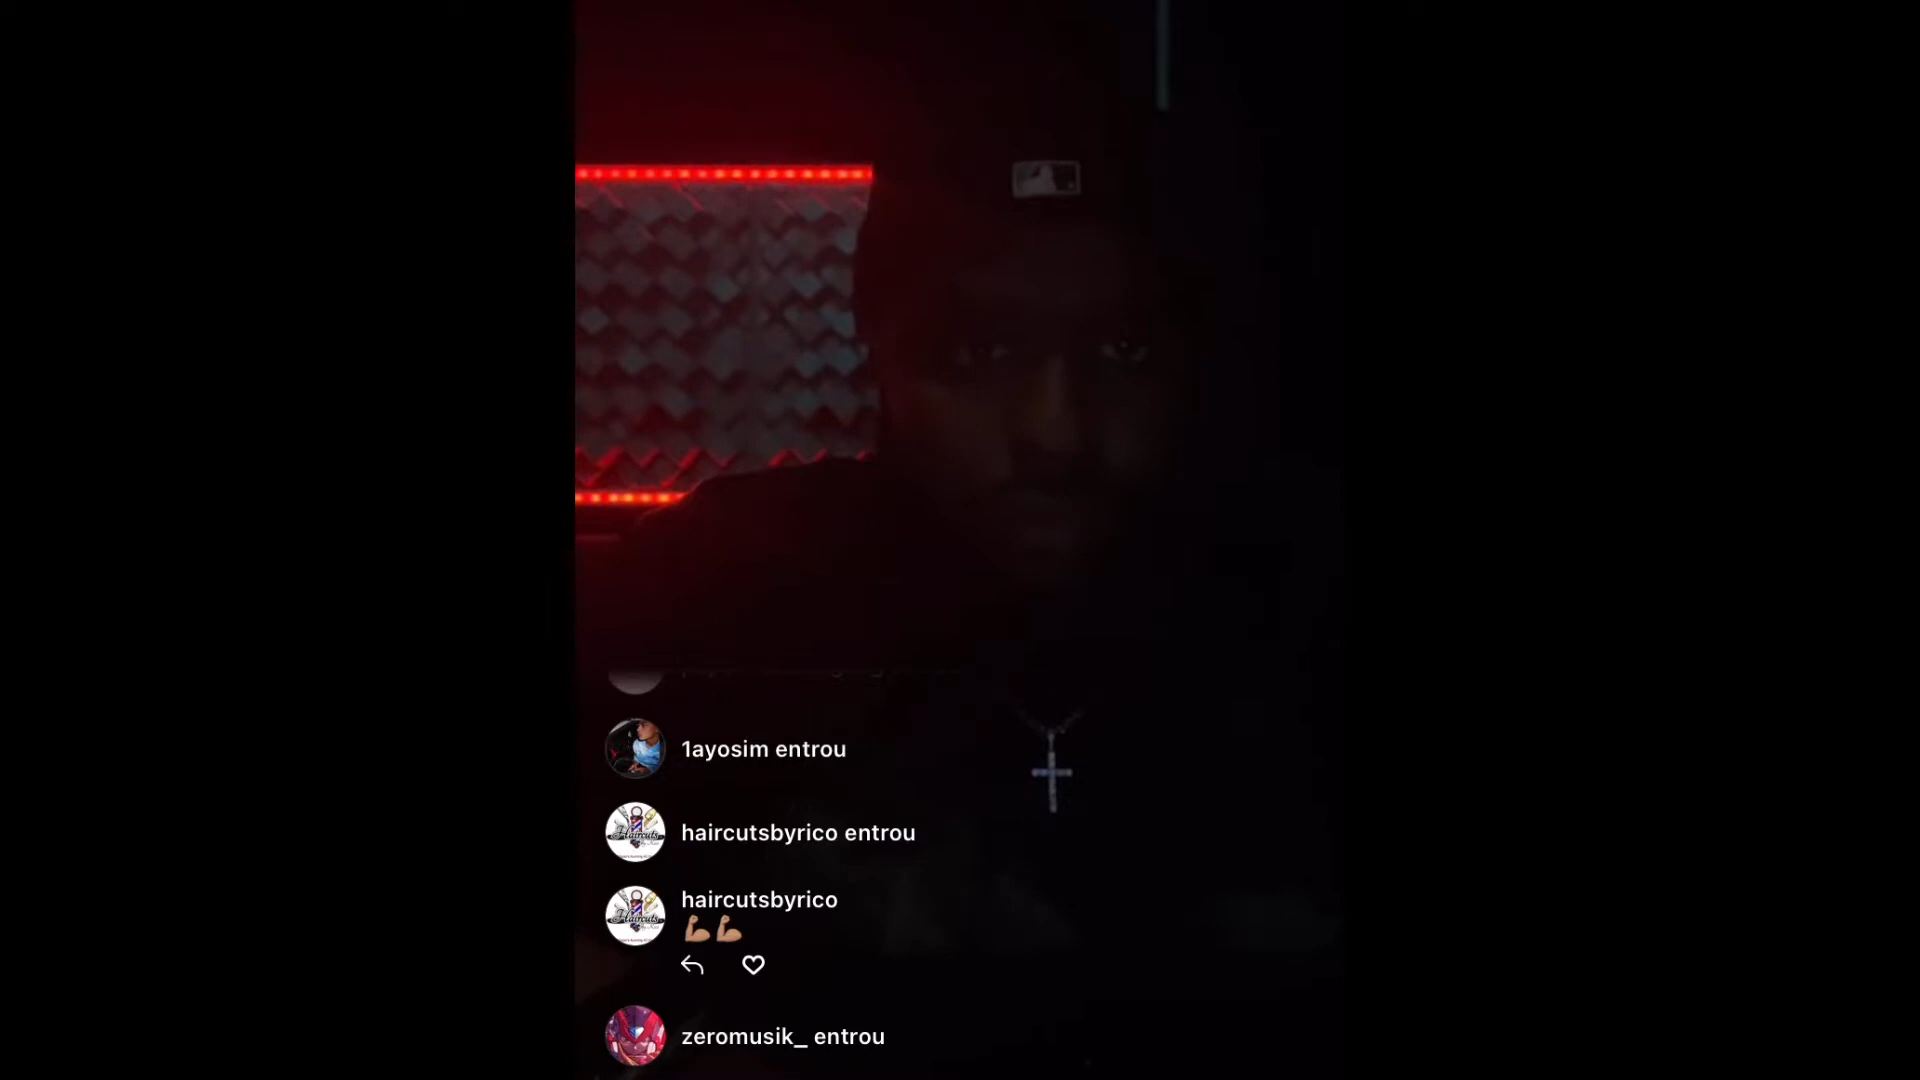 1ayosim entrou
haircutsbyrico entrou
haircutsbyrico
💪🏽💪🏽
zeromusik_ entrou